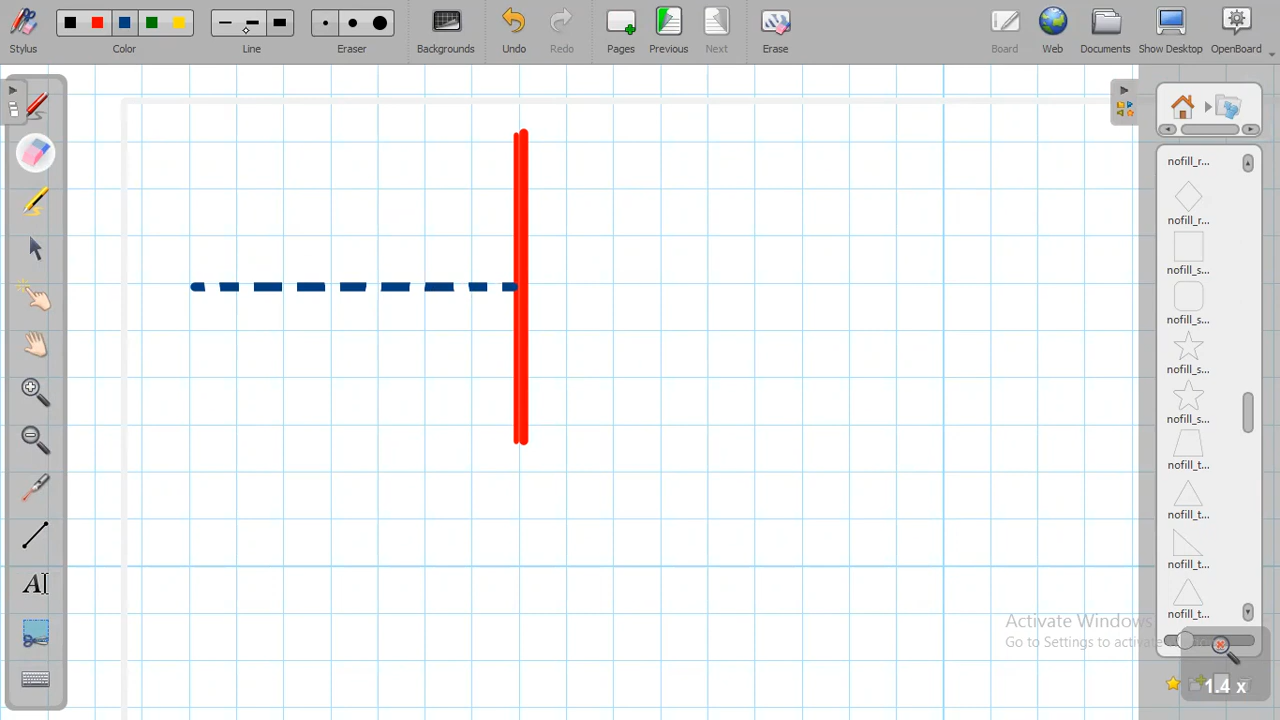 Stylus Color Line Eraser Backgrounds Undo Redo Pages Previous Next Erase Board Web Documents Show Desktop OpenBoard
nofill_r...
nofill_r...
nofill_s...
nofill_s...
nofill_s...
nofill_s...
nofill_t...
nofill_t...
nofill_t...
nofill_t...
A
Activate Windows
Go to Settings to activate
1.4 x